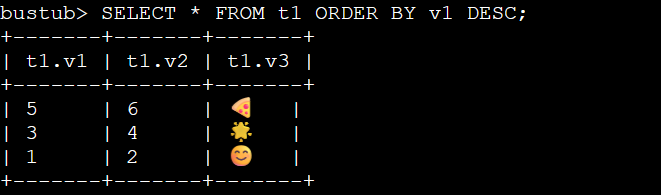 bustub> SELECT * FROM t1 ORDER BY v1 DESC;
+-------+-------+-------+
| t1.v1 | t1.v2 | t1.v3 |
+-------+-------+-------+
| 5     | 6     | 🍕    |
| 3     | 4     | 🌟    |
| 1     | 2     | 😊    |
+-------+-------+-------+